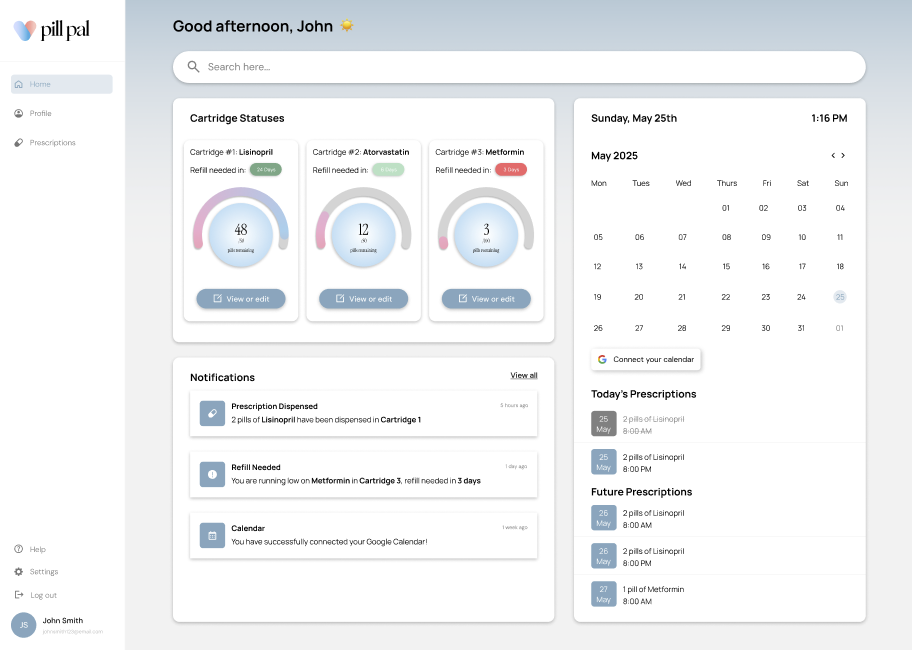 pill pal
Home
Profile
Prescriptions
Help
Settings
Log out
JS
John Smith
Good afternoon, John
Search here...
Cartridge Statuses
Cartridge #1: Lisinopril
Refill needed in: 24 Days
48
pills remaining
View or edit
Cartridge #2: Atorvastatin
Refill needed in: 6 Days
12
pills remaining
View or edit
Cartridge #3: Metformin
Refill needed in: 3 Days
3
pills remaining
View or edit
Notifications
View all
Prescription Dispensed
5 hours ago
2 pills of Lisinopril have been dispensed in Cartridge 1
Refill Needed
1 day ago
You are running low on Metformin in Cartridge 3, refill needed in 3 days
Calendar
1 week ago
You have successfully connected your Google Calendar!
Sunday, May 25th
1:16 PM
May 2025
< >
Mon Tues Wed Thurs Fri Sat Sun
01 02 03 04
05 06 07 08 09 10 11
12 13 14 15 16 17 18
19 20 21 22 23 24 25
26 27 28 29 30 31 01
Connect your calendar
Today's Prescriptions
25 May
2 pills of Lisinopril
8:00 AM
25 May
2 pills of Lisinopril
8:00 PM
Future Prescriptions
26 May
2 pills of Lisinopril
8:00 AM
26 May
2 pills of Lisinopril
8:00 PM
27 May
1 pill of Metformin
8:00 AM